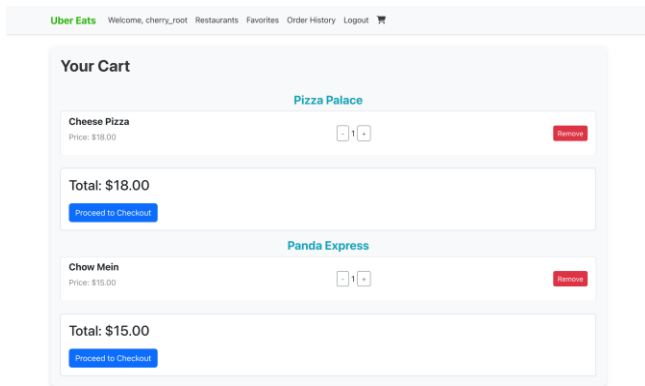 Uber Eats Welcome, cherry_root Restaurants Favorites Order History Logout
Your Cart
Pizza Palace
Cheese Pizza
Price: $18.00
- 1 +
Remove
Total: $18.00
Proceed to Checkout
Panda Express
Chow Mein
Price: $15.00
- 1 +
Remove
Total: $15.00
Proceed to Checkout